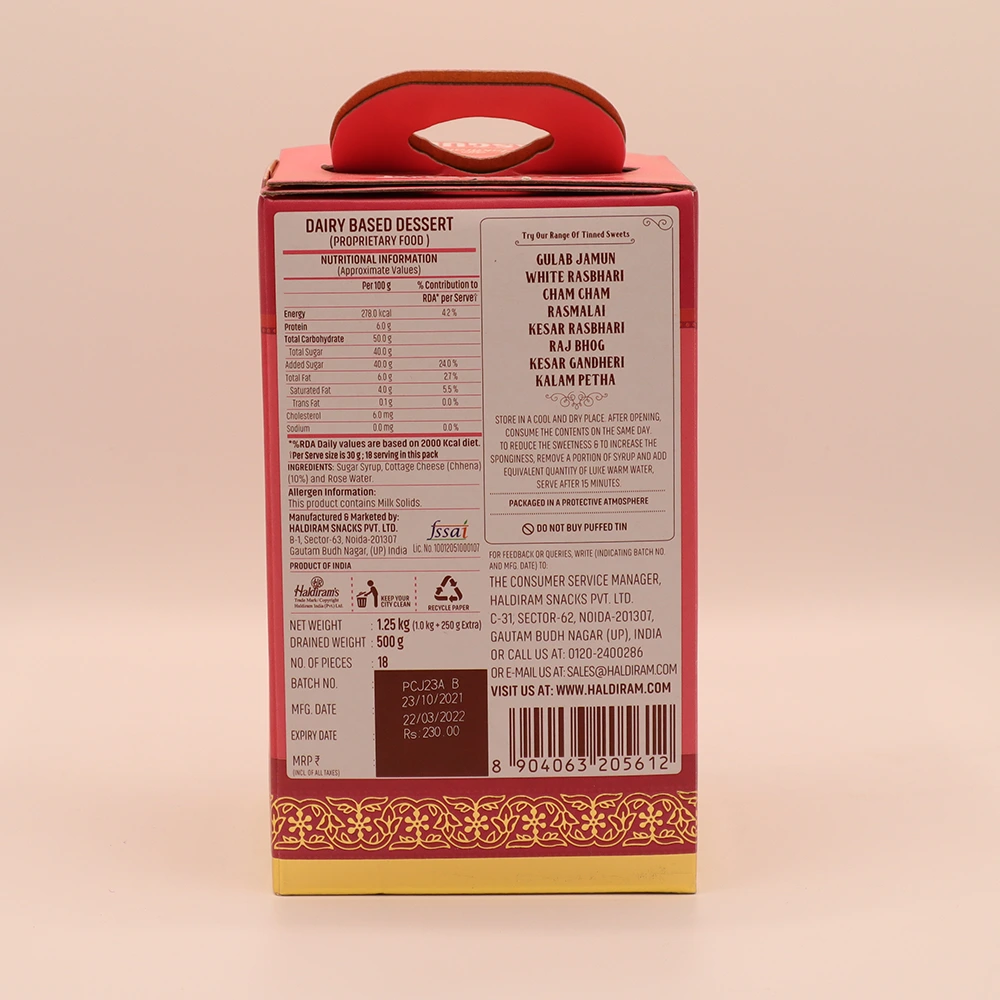 DAIRY BASED DESSERT
(PROPRIETARY FOOD )
NUTRITIONAL INFORMATION
(Approximate Values)
Per 100 g % Contribution to
RDA* per Serve†
Energy 278.0 kcal 4.2 %
Protein 6.0 g
Total Carbohydrate 50.0 g
Total Sugar 40.0 g
Added Sugar 40.0 g 24.0 %
Total Fat 6.0 g 2.7 %
Saturated Fat 4.0 g 5.5 %
Trans Fat 0.1 g 0.0 %
Cholesterol 6.0 mg
Sodium 0.0 mg 0.0 %
*%RDA Daily values are based on 2000 Kcal diet.
†Per Serve size is 30 g ; 18 serving in this pack
INGREDIENTS: Sugar Syrup, Cottage Cheese (Chhena)
(10%) and Rose Water.
Allergen Information:
This product contains Milk Solids.
Manufactured & Marketed by:
HALDIRAM SNACKS PVT. LTD.
B-1, Sector-63, Noida-201307
Gautam Budh Nagar, (UP) India
fssai
Lic. No. 10012051000107
PRODUCT OF INDIA
Haldiram's
Trade Mark/Copyright
Haldiram India (Pvt.) Ltd.
KEEP YOUR
CITY CLEAN
RECYCLE PAPER
NET WEIGHT : 1.25 kg (1.0 kg + 250 g Extra)
DRAINED WEIGHT : 500 g
NO. OF PIECES : 18
BATCH NO. PCJ23A B
MFG. DATE 23/10/2021
EXPIRY DATE 22/03/2022
MRP ₹ Rs. 230 00
(INCL. OF ALL TAXES)
Try Our Range Of Tinned Sweets
GULAB JAMUN
WHITE RASBHARI
CHAM CHAM
RASMALAI
KESAR RASBHARI
RAJ BHOG
KESAR GANDHERI
KALAM PETHA
STORE IN A COOL AND DRY PLACE. AFTER OPENING,
CONSUME THE CONTENTS ON THE SAME DAY.
TO REDUCE THE SWEETNESS & TO INCREASE THE
SPONGINESS, REMOVE A PORTION OF SYRUP AND ADD
EQUIVALENT QUANTITY OF LUKE WARM WATER,
SERVE AFTER 15 MINUTES.
PACKAGED IN A PROTECTIVE ATMOSPHERE
DO NOT BUY PUFFED TIN
FOR FEEDBACK OR QUERIES, WRITE (INDICATING BATCH NO.
AND MFG. DATE) TO:
THE CONSUMER SERVICE MANAGER,
HALDIRAM SNACKS PVT. LTD.
C-31, SECTOR-62, NOIDA-201307,
GAUTAM BUDH NAGAR (UP), INDIA
OR CALL US AT: 0120-2400286
OR E-MAIL US AT: SALES@HALDIRAM.COM
VISIT US AT: WWW.HALDIRAM.COM
8 904063 205612